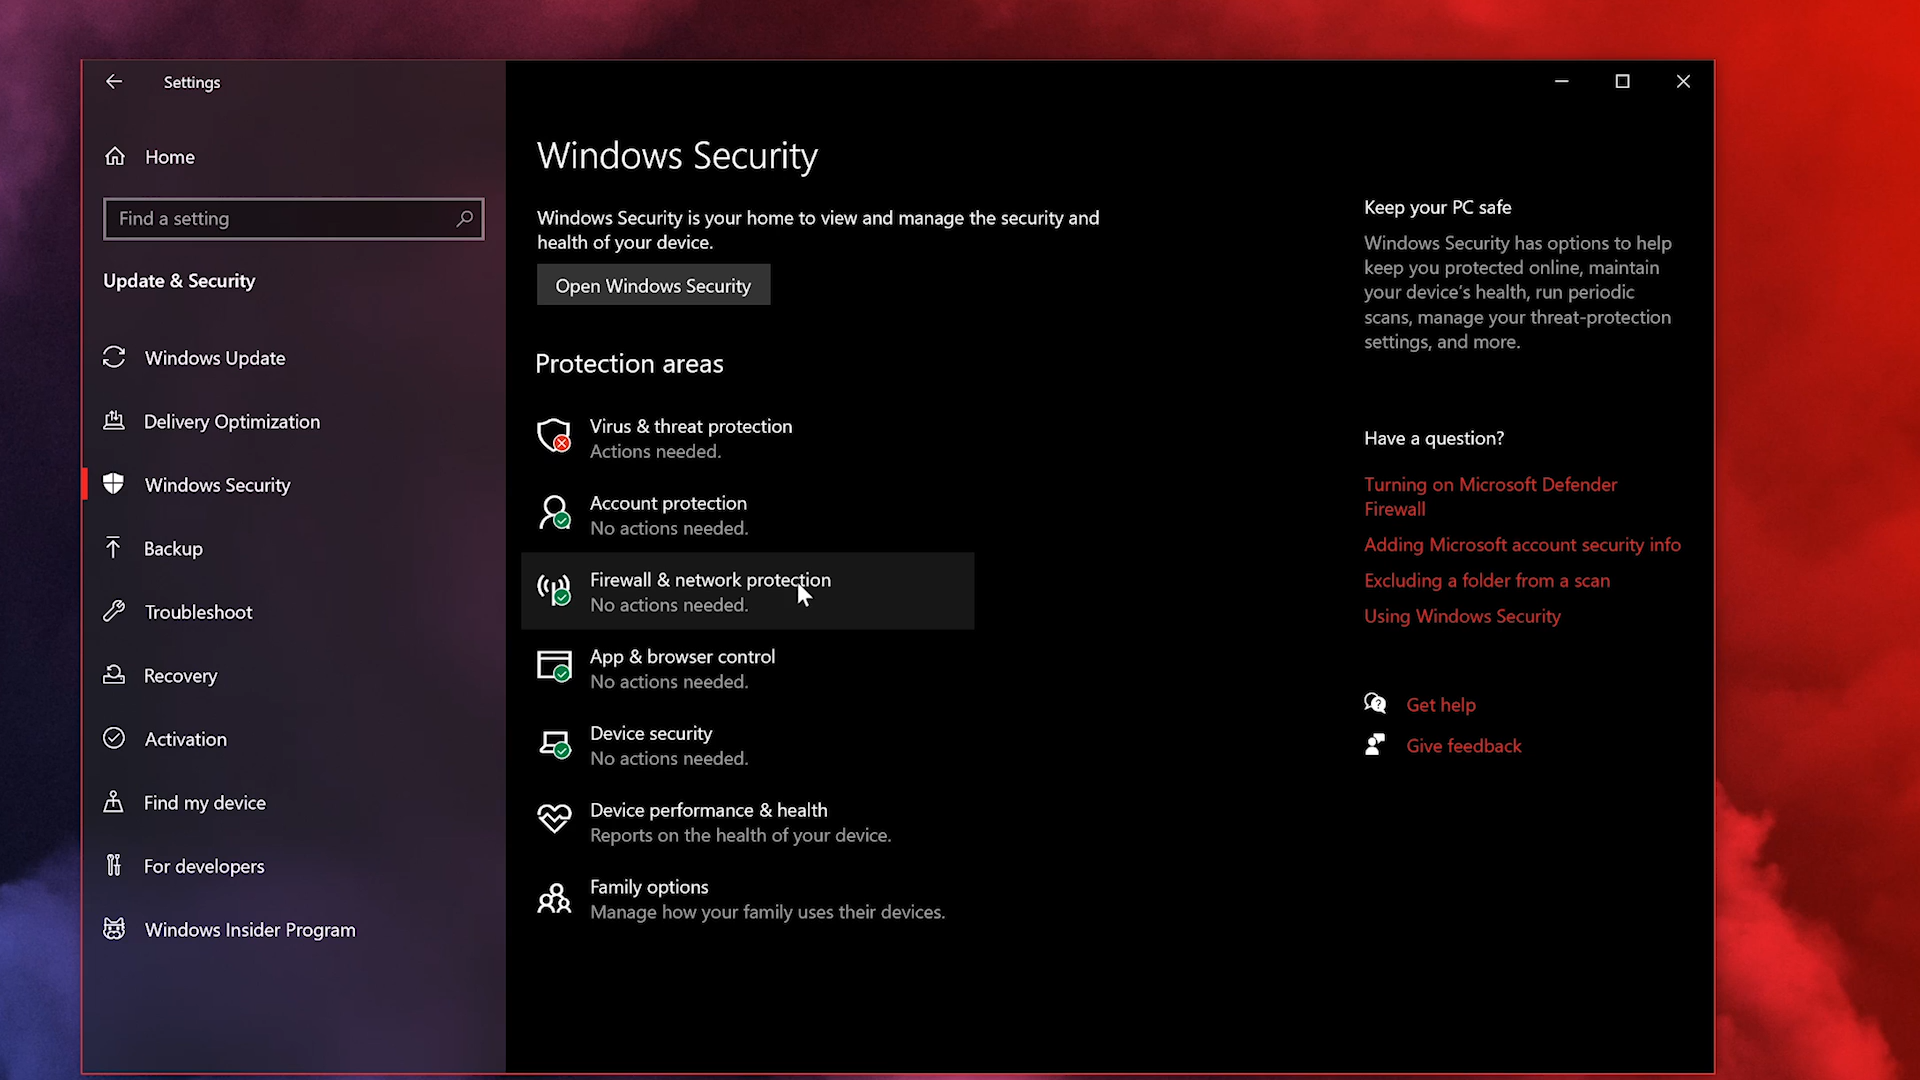 Settings
Home
Find a setting
Update & Security
Windows Update
Delivery Optimization
Windows Security
Backup
Troubleshoot
Recovery
Activation
Find my device
For developers
Windows Insider Program
Windows Security
Windows Security is your home to view and manage the security and
health of your device.
Open Windows Security
Protection areas
Virus & threat protection
Actions needed.
Account protection
No actions needed.
Firewall & network protection
No actions needed.
App & browser control
No actions needed.
Device security
No actions needed.
Device performance & health
Reports on the health of your device.
Family options
Manage how your family uses their devices.
Keep your PC safe
Windows Security has options to help
keep you protected online, maintain
your device's health, run periodic
scans, manage your threat-protection
settings, and more.
Have a question?
Turning on Microsoft Defender
Firewall
Adding Microsoft account security info
Excluding a folder from a scan
Using Windows Security
Get help
Give feedback